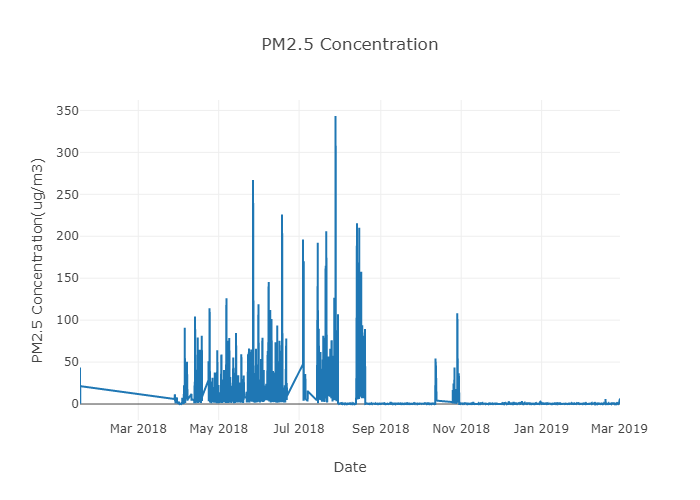 PM2.5 Concentration
350
300
250
200
150
100
50
0
PM2.5 Concentration(ug/m3)
Mar 2018 May 2018 Jul 2018 Sep 2018 Nov 2018 Jan 2019 Mar 2019
Date